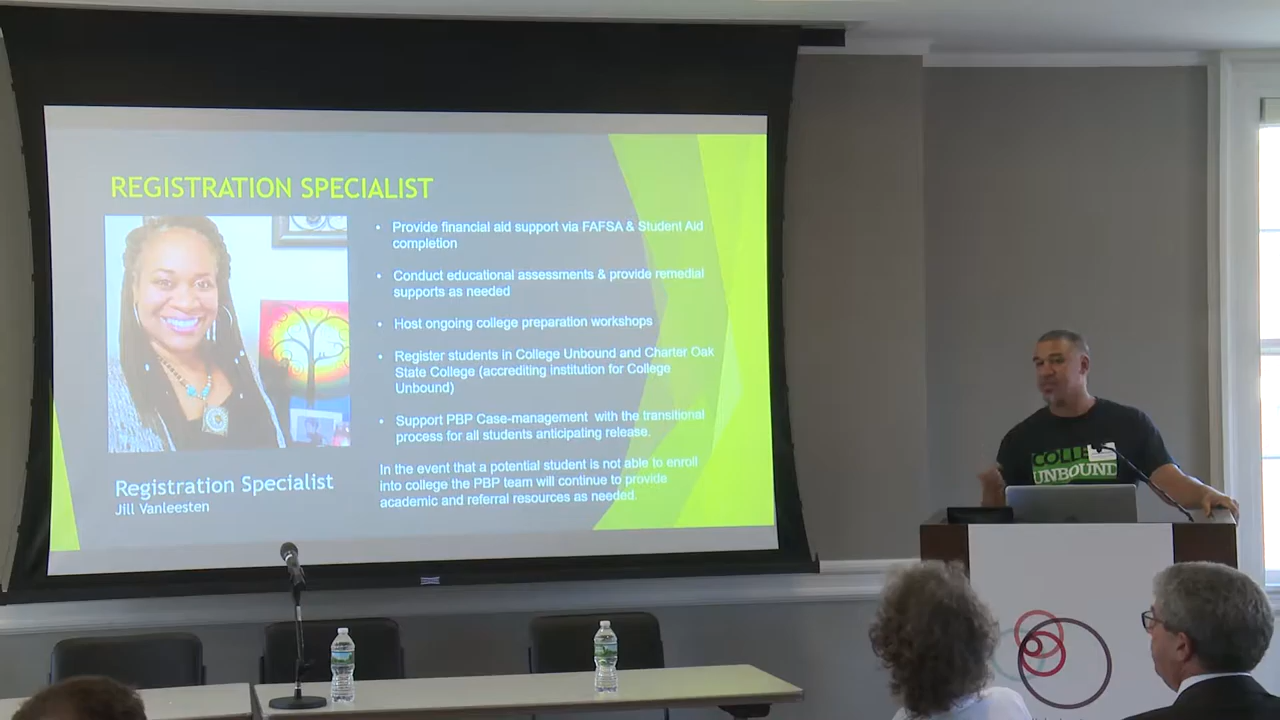 REGISTRATION SPECIALIST
• Provide financial aid support via FAFSA & Student Aid
completion
• Conduct educational assessments & provide remedial
supports as needed
• Host ongoing college preparation workshops
• Register students in College Unbound and Charter Oak
State College (accrediting institution for College
Unbound)
• Support PBP Case-management with the transitional
process for all students anticipating release.
In the event that a potential student is not able to enroll
into college the PBP team will continue to provide
academic and referral resources as needed.
Registration Specialist
Jill Vanleesten
UNBOUND